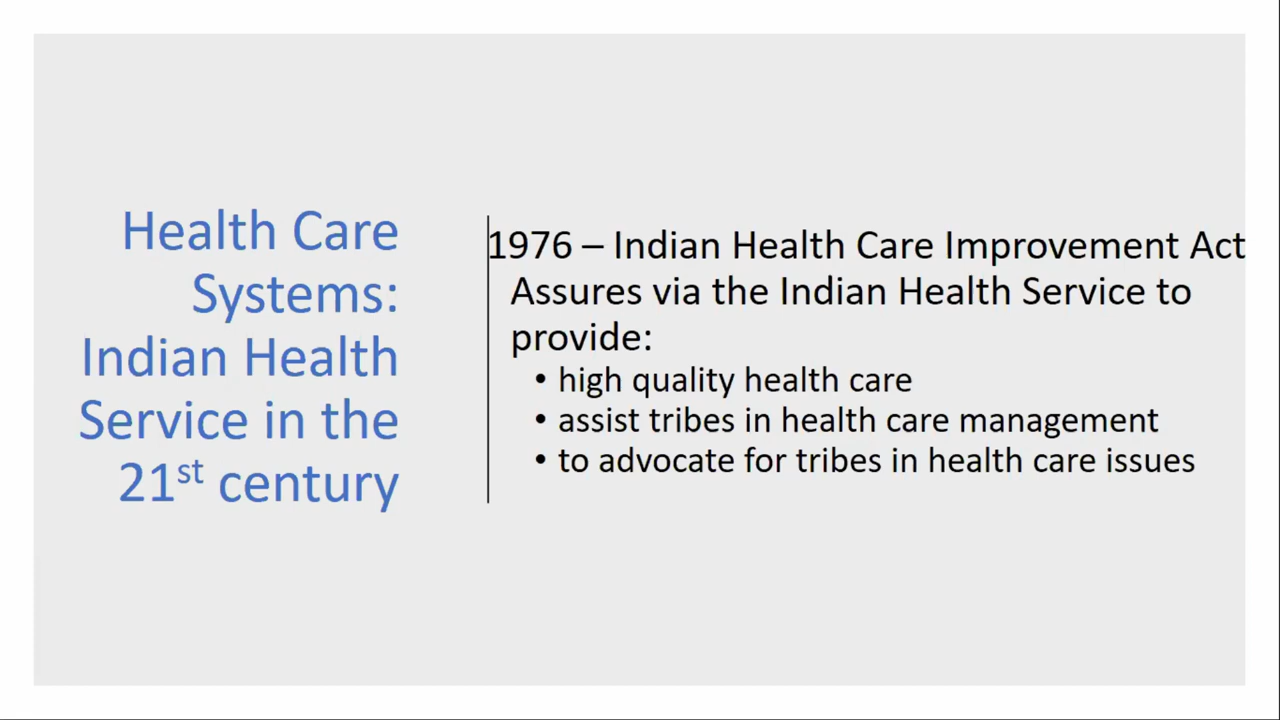 Health Care
Systems:
Indian Health
Service in the
21st century
1976 – Indian Health Care Improvement Act
Assures via the Indian Health Service to
provide:
• high quality health care
• assist tribes in health care management
• to advocate for tribes in health care issues